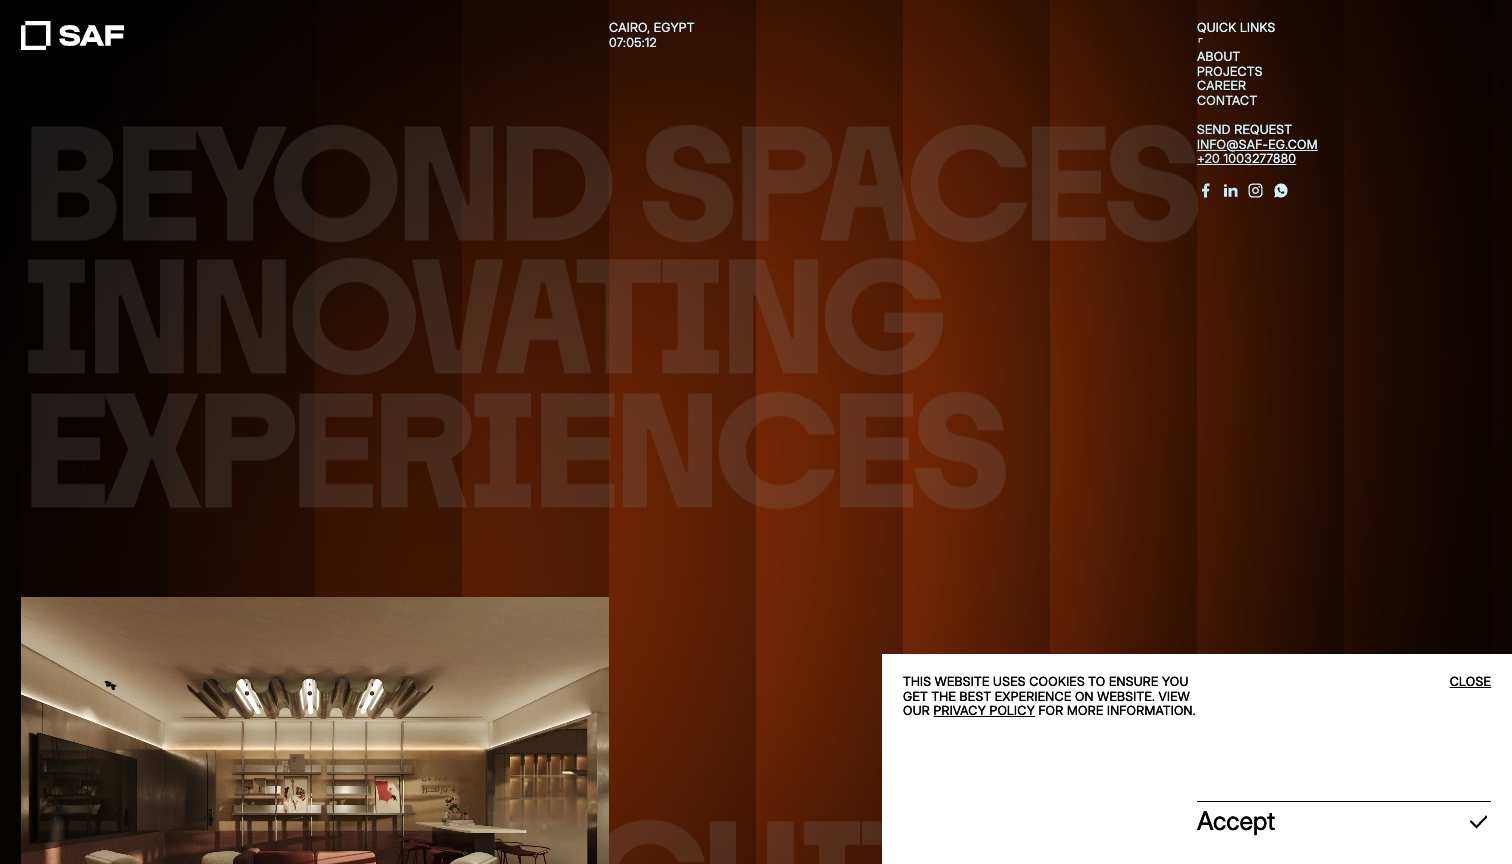 SAF
CAIRO, EGYPT
07:05:12
QUICK LINKS
ABOUT
PROJECTS
CAREER
CONTACT
SEND REQUEST
INFO@SAF-EG.COM
+20 1003277880
BEYOND SPACES
INNOVATING
EXPERIENCES
THIS WEBSITE USES COOKIES TO ENSURE YOU
GET THE BEST EXPERIENCE ON WEBSITE. VIEW
OUR PRIVACY POLICY FOR MORE INFORMATION.
CLOSE
Accept